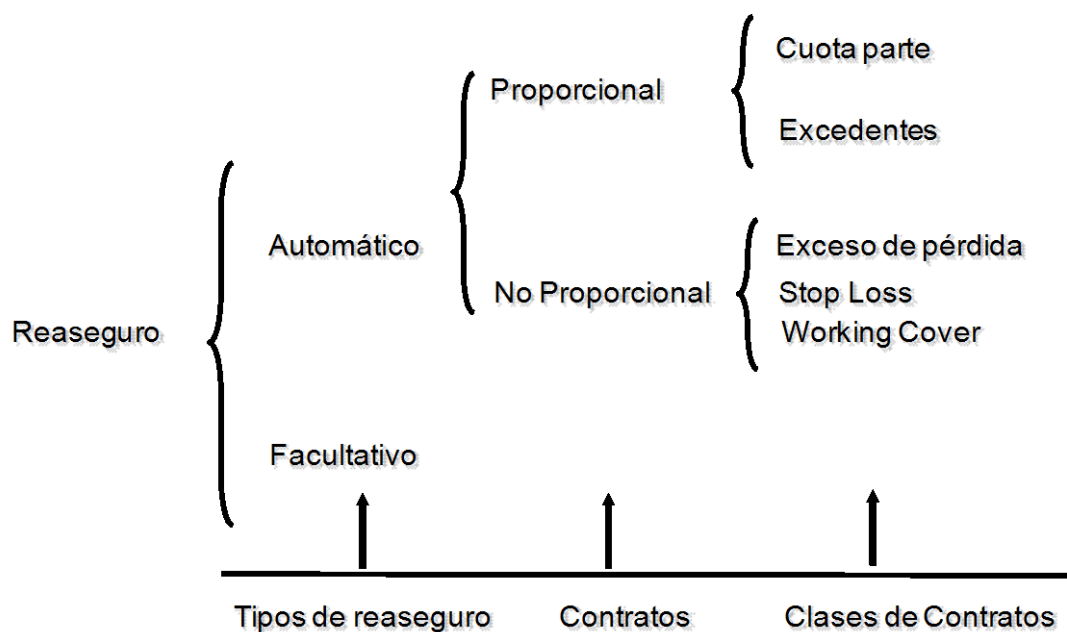 Cuota parte
Proporcional
Excedentes
Automático
Exceso de pérdida
No Proporcional
Stop Loss
Reaseguro
Working Cover
Facultativo
Tipos de reaseguro
Contratos
Clases de Contratos